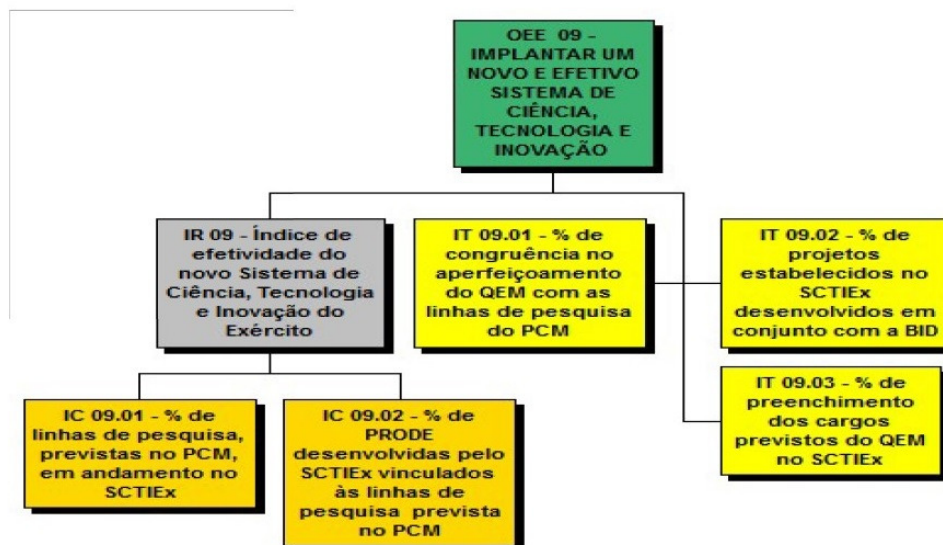 OEE 09 -
IMPLANTAR UM
NOVO E EFETIVO
SISTEMA DE
CIÊNCIA,
TECNOLOGIA E
INOVAÇÃO
IR 09 - Índice de
efetividade do
novo Sistema de
Ciência, Tecnologia
e Inovação do
Exército
IT 09.01 - % de
congruência no
aperfeiçoamento
do QEM com as
linhas de pesquisa
do PCM
IT 09.02 - % de
projetos
estabelecidos no
SCTIEx
desenvolvidos em
conjunto com a BID
IC 09.01 - % de
linhas de pesquisa,
previstas no PCM,
em andamento no
SCTIEx
IC 09.02 - % de
PRODE
desenvolvidas pelo
SCTIEx vinculados
às linhas de
pesquisa prevista
no PCM
IT 09.03 - % de
preenchimento
dos cargos
previstos do QEM
no SCTIEx